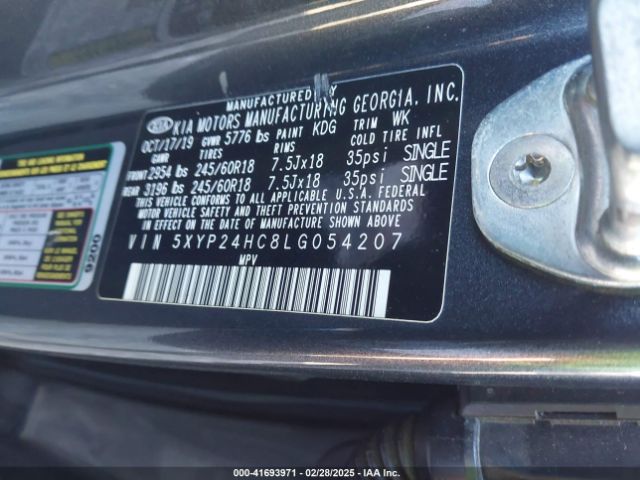 MANUFACTURED BY
KIA KIA MOTORS MANUFACTURING GEORGIA, INC.
OCT/17/19 GVWR 5776 lbs PAINT KDG TRIM WK
GAWR TIRES RIMS COLD TIRE INFL
FRONT 2954 lbs 245/60R18 7.5Jx18 35psi SINGLE
REAR 3196 lbs 245/60R18 7.5Jx18 35psi SINGLE
THIS VEHICLE CONFORMS TO ALL APPLICABLE U.S.A. FEDERAL
MOTOR VEHICLE SAFETY AND THEFT PREVENTION STANDARDS
IN EFFECT ON THE DATE OF MANUFACTURE SHOWN ABOVE.
VIN 5XYP24HC8LG054207
MPV
9200
000-41693971 | 02/28/2025 | IAA Inc.